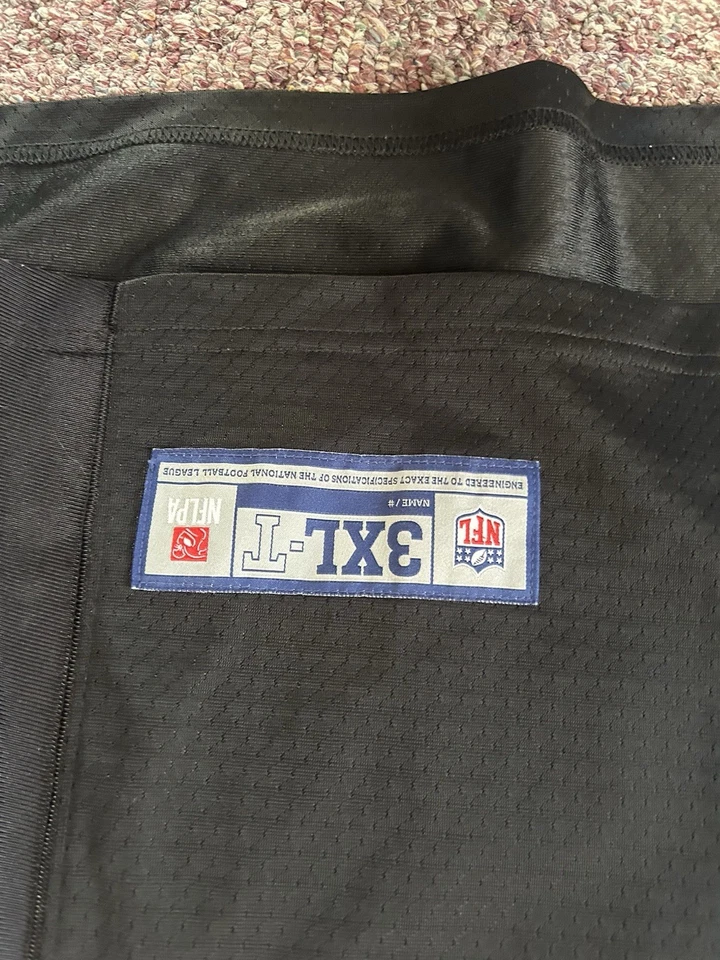 NFL
NAME / #
3XL-T
NFLPA
ENGINEERED TO THE EXACT SPECIFICATIONS OF THE NATIONAL FOOTBALL LEAGUE